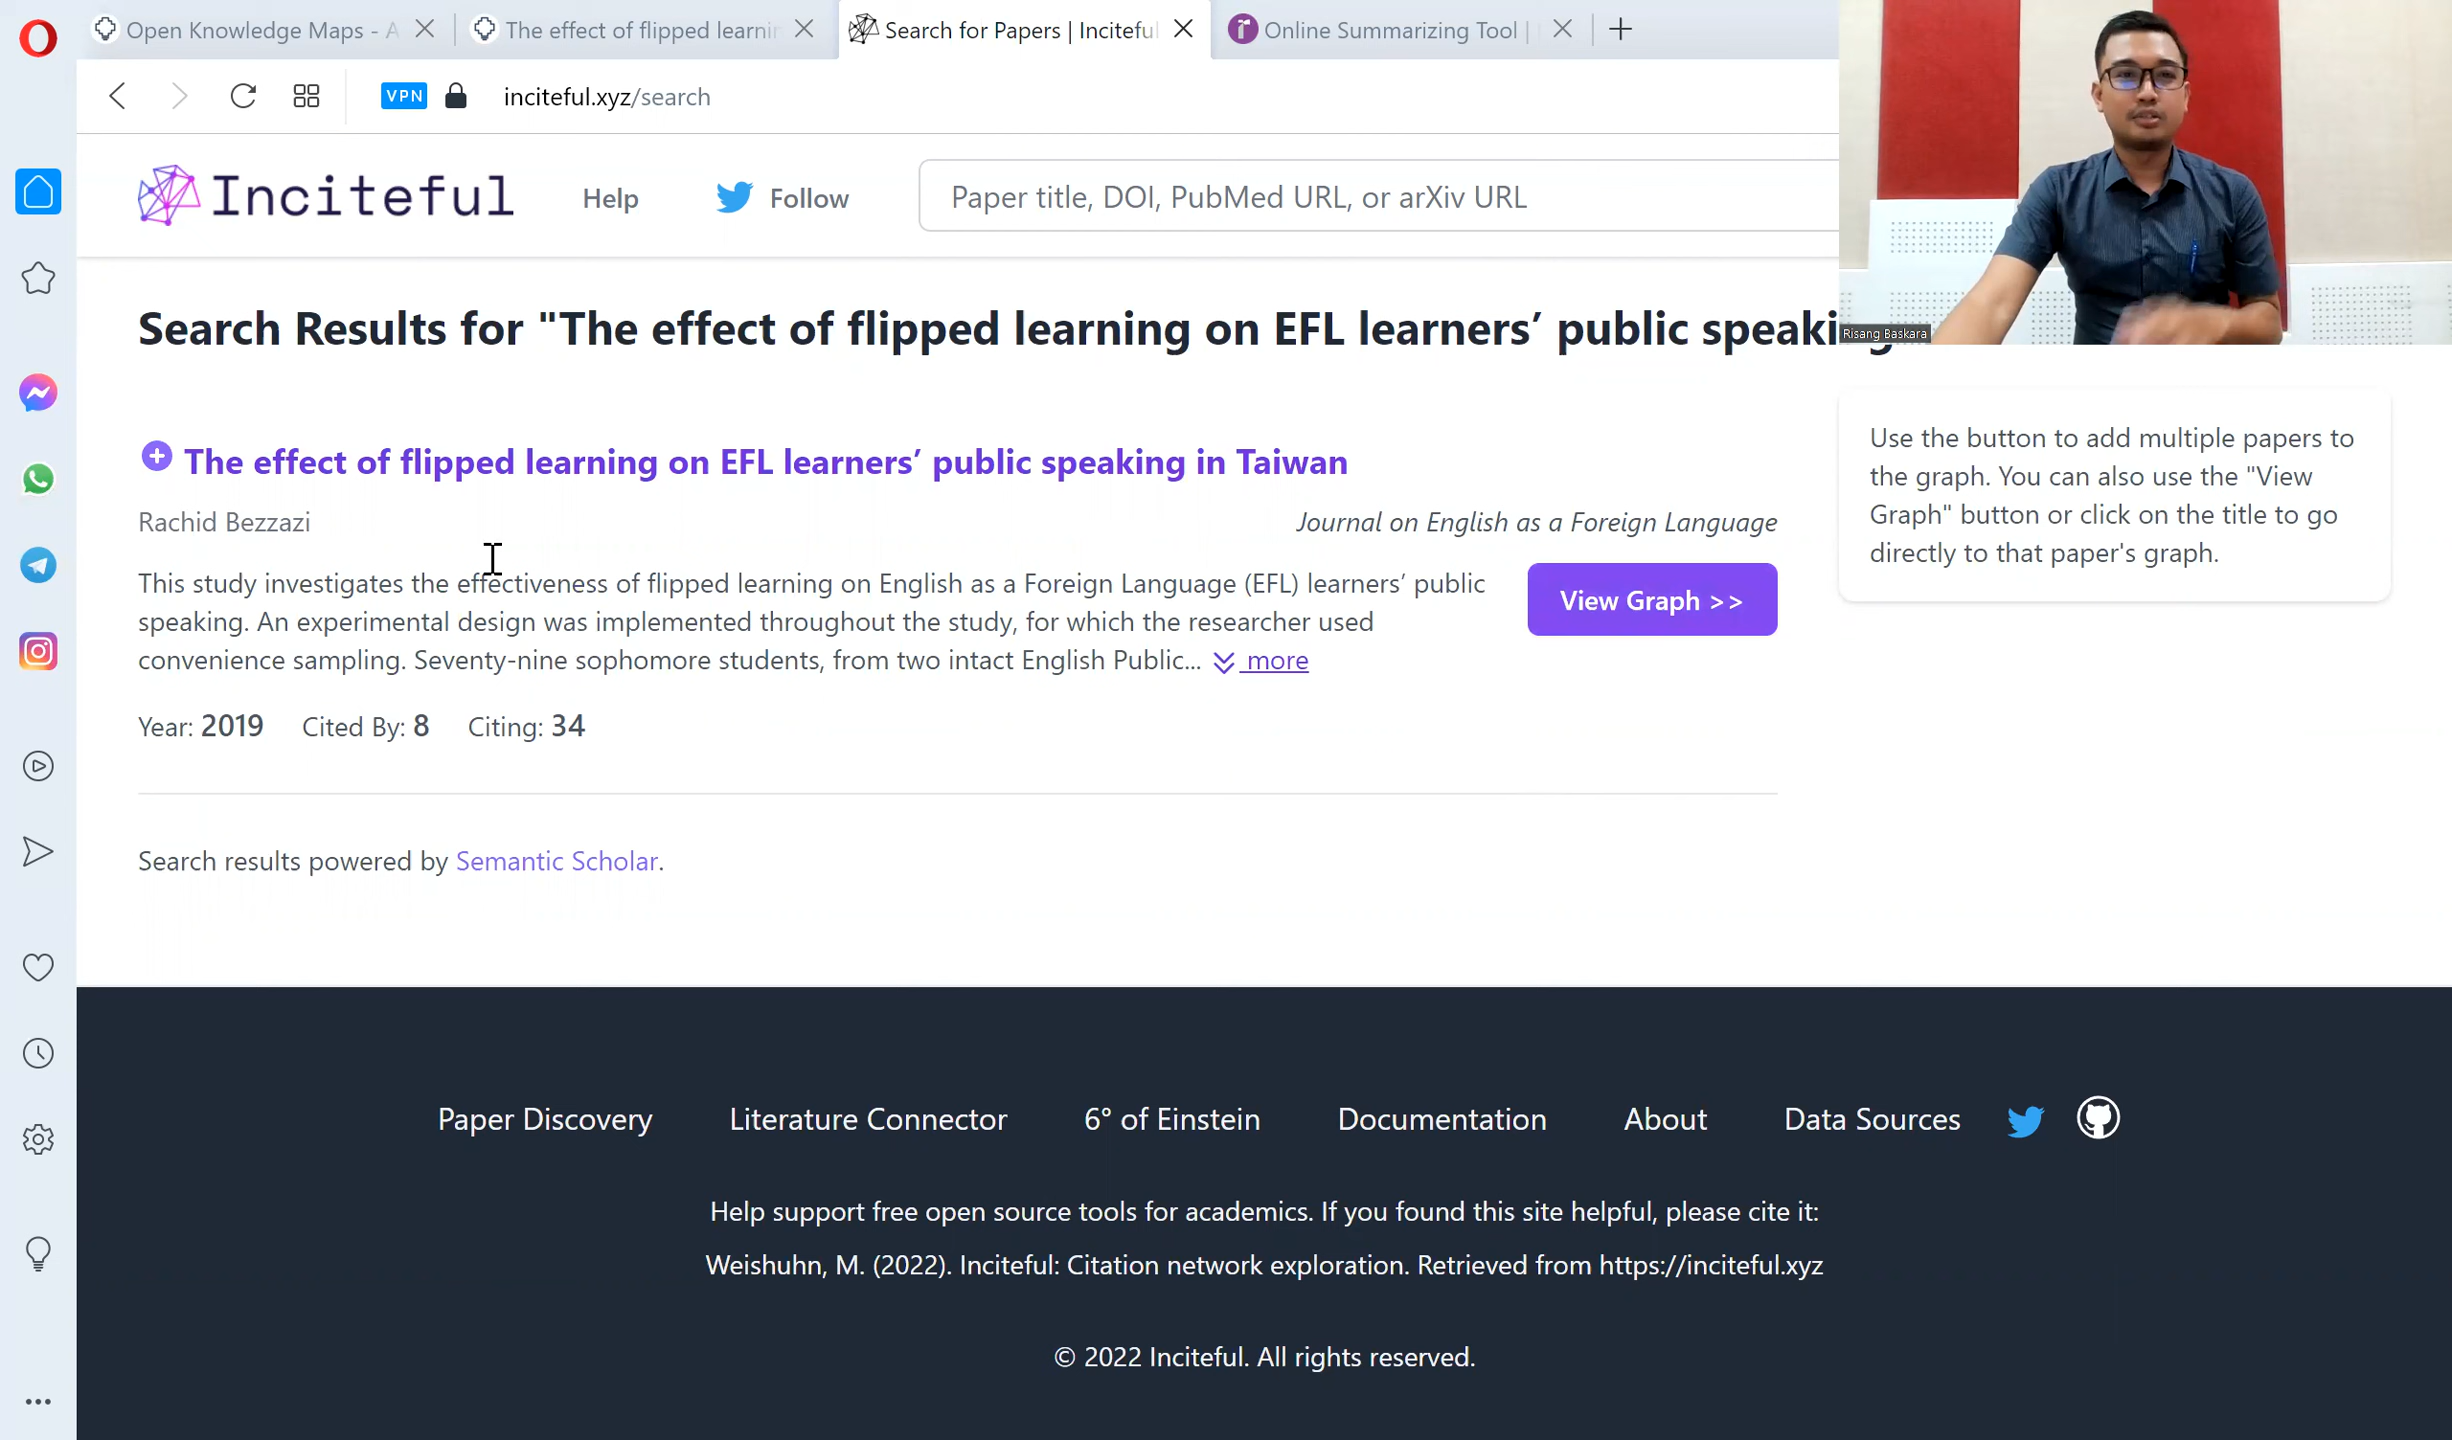 Open Knowledge Maps - A
The effect of flipped learnin
Search for Papers | Inciteful
Online Summarizing Tool |
VPN
inciteful.xyz/search
Inciteful
Help
Follow
Paper title, DOI, PubMed URL, or arXiv URL
Risang Baskara
Search Results for "The effect of flipped learning on EFL learners’ public speaking
The effect of flipped learning on EFL learners’ public speaking in Taiwan
Rachid Bezzazi
Journal on English as a Foreign Language
This study investigates the effectiveness of flipped learning on English as a Foreign Language (EFL) learners’ public
speaking. An experimental design was implemented throughout the study, for which the researcher used
convenience sampling. Seventy-nine sophomore students, from two intact English Public... more
View Graph >>
Year: 2019 Cited By: 8 Citing: 34
Use the button to add multiple papers to
the graph. You can also use the "View
Graph" button or click on the title to go
directly to that paper's graph.
Search results powered by Semantic Scholar.
Paper Discovery
Literature Connector
6° of Einstein
Documentation
About
Data Sources
Help support free open source tools for academics. If you found this site helpful, please cite it:
Weishuhn, M. (2022). Inciteful: Citation network exploration. Retrieved from https://inciteful.xyz
© 2022 Inciteful. All rights reserved.